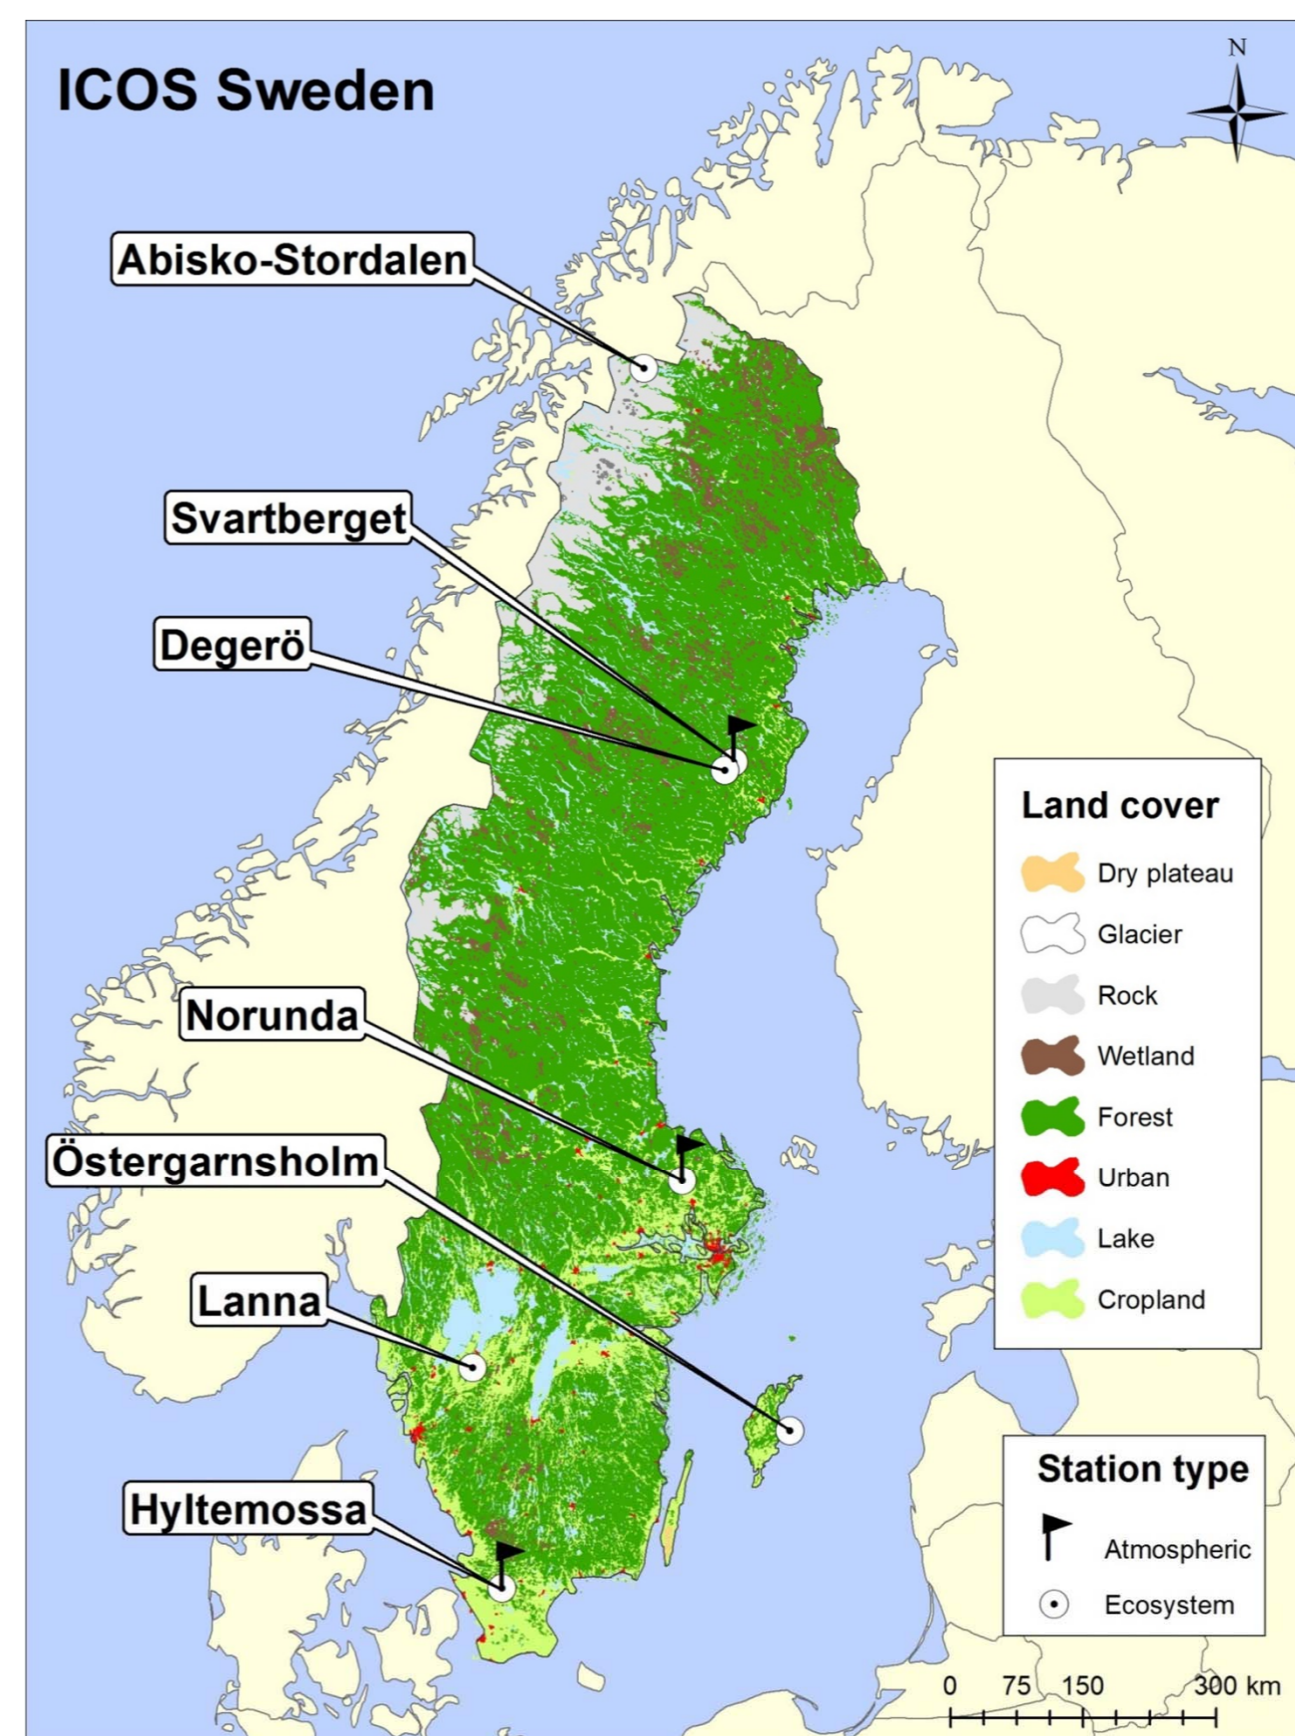 ICOS Sweden
N
Abisko-Stordalen
Svartberget
Degerö
Norunda
Östergarnsholm
Lanna
Hyltemossa
Land cover
Dry plateau
Glacier
Rock
Wetland
Forest
Urban
Lake
Cropland
Station type
Atmospheric
Ecosystem
0 75 150 300 km